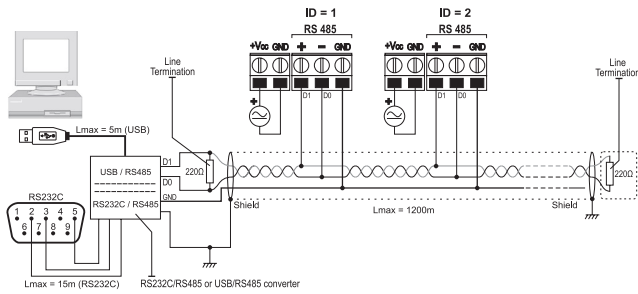 ID = 1
ID = 2
RS 485
RS 485
+Vcc GND + − GND
+Vcc GND + − GND
Line
Termination
Line
Termination
+
D1 D0
+
D1 D0
Lmax = 5m (USB)
D1
220Ω
220Ω
USB / RS485
D0
RS232C
GND
RS232C / RS485
Shield
Lmax = 1200m
Shield
1 2 3 4 5
6 7 8 9
Lmax = 15m (RS232C)
RS232C/RS485 or USB/RS485 converter